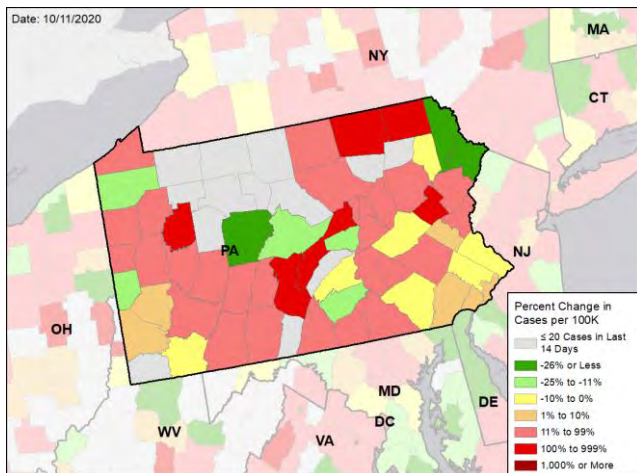 Date: 10/11/2020
NY
MA
CT
PA
NJ
OH
WV
VA
MD
DC
DE
Percent Change in
Cases per 100K
≤ 20 Cases in Last
14 Days
-26% or Less
-25% to -11%
-10% to 0%
1% to 10%
11% to 99%
100% to 999%
1,000% or More